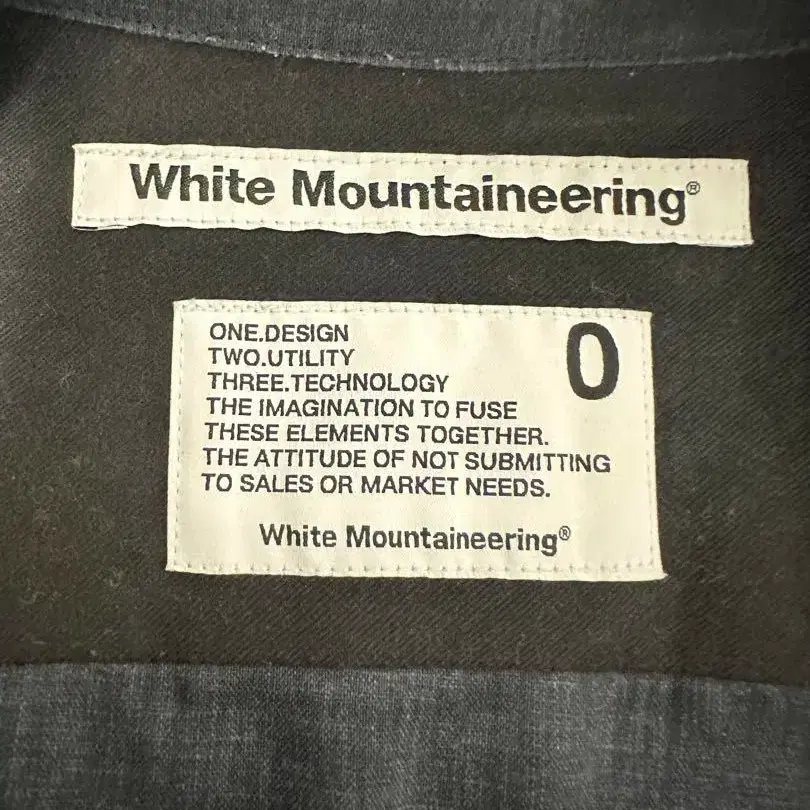 White Mountaineering®
0
ONE.DESIGN
TWO.UTILITY
THREE.TECHNOLOGY
THE IMAGINATION TO FUSE
THESE ELEMENTS TOGETHER.
THE ATTITUDE OF NOT SUBMITTING
TO SALES OR MARKET NEEDS.
White Mountaineering®